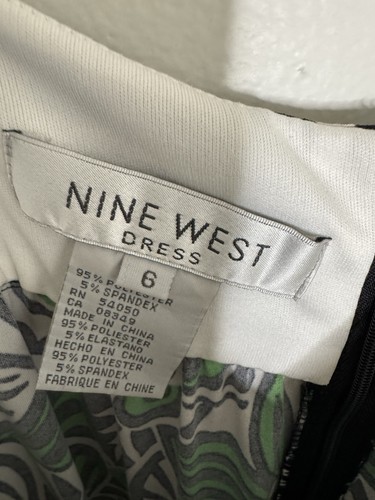 NINE WEST
DRESS
6
95% POLYESTER
5% SPANDEX
RN 54050
CA 08349
MADE IN CHINA
95% POLIESTER
5% ELASTANO
HECHO EN CHINA
95% POLYESTER
5% SPANDEX
FABRIQUE EN CHINE